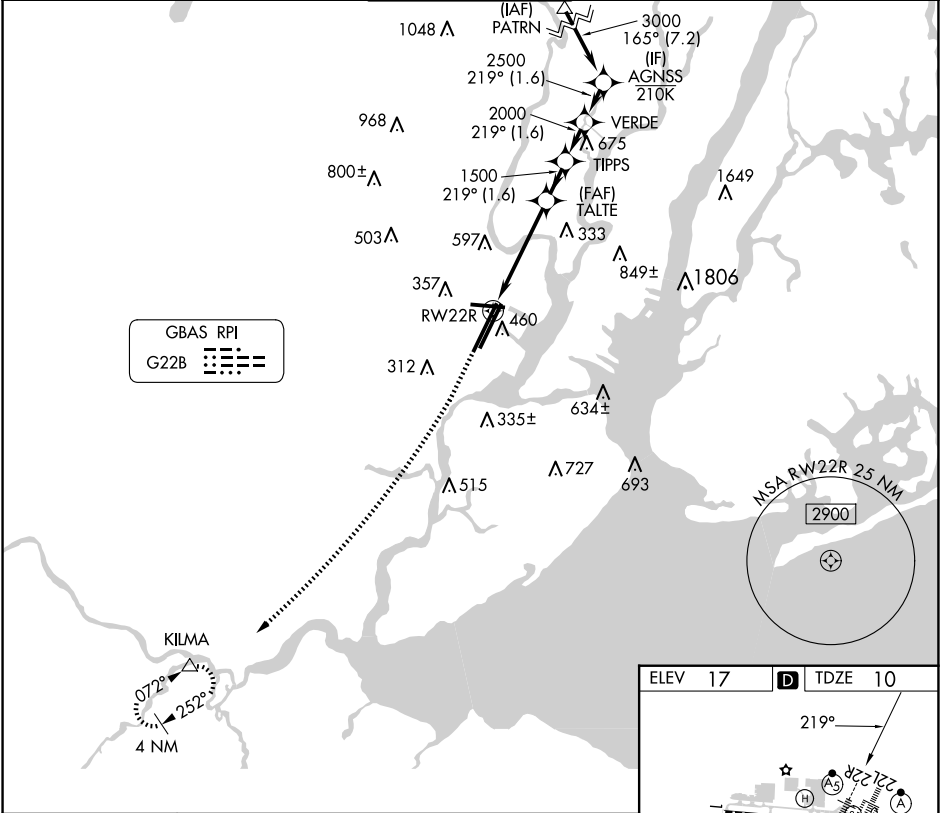 (IAF)
PATRN
1048
3000
165° (7.2)
(IF)
AGNSS
210K
2500
219° (1.6)
2000
219° (1.6)
VERDE
968
675
TIPPS
800±
1500
219° (1.6)
(FAF)
TALTE
1649
503
597
333
849±
1806
357
RW22R
460
GBAS RPI
G22B
312
335±
634±
727
693
515
MSA RW22R 25 NM
2900
KILMA
072°
252°
4 NM
ELEV 17
D
TDZE 10
219°
22R
22L
A5
H
A